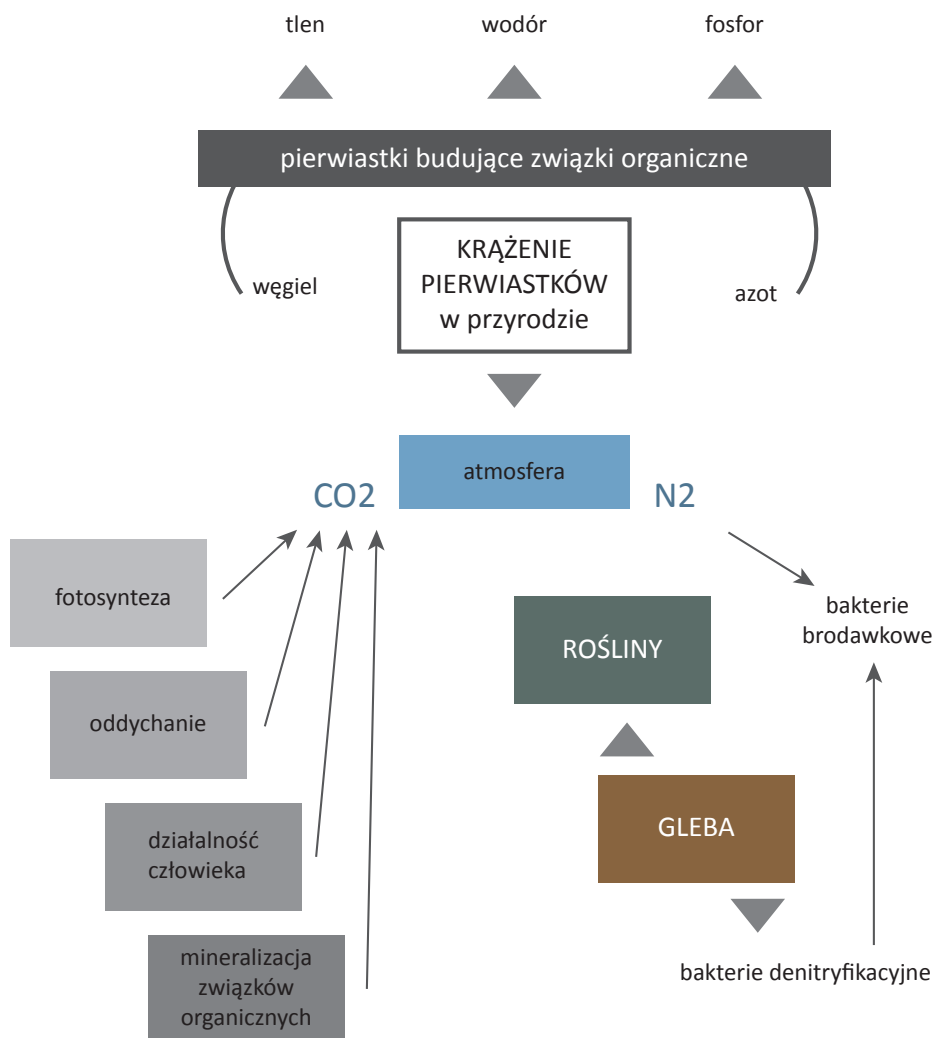 tlen
wodór
fosfor
pierwiastki budujące związki organiczne
węgiel
KRĄŻENIE
PIERWIASTKÓW
w przyrodzie
azot
atmosfera
CO2
N2
fotosynteza
bakterie
brodawkowe
ROŚLINY
oddychanie
GLEBA
działalność
człowieka
mineralizacja
związków
organicznych
bakterie denitryfikacyjne